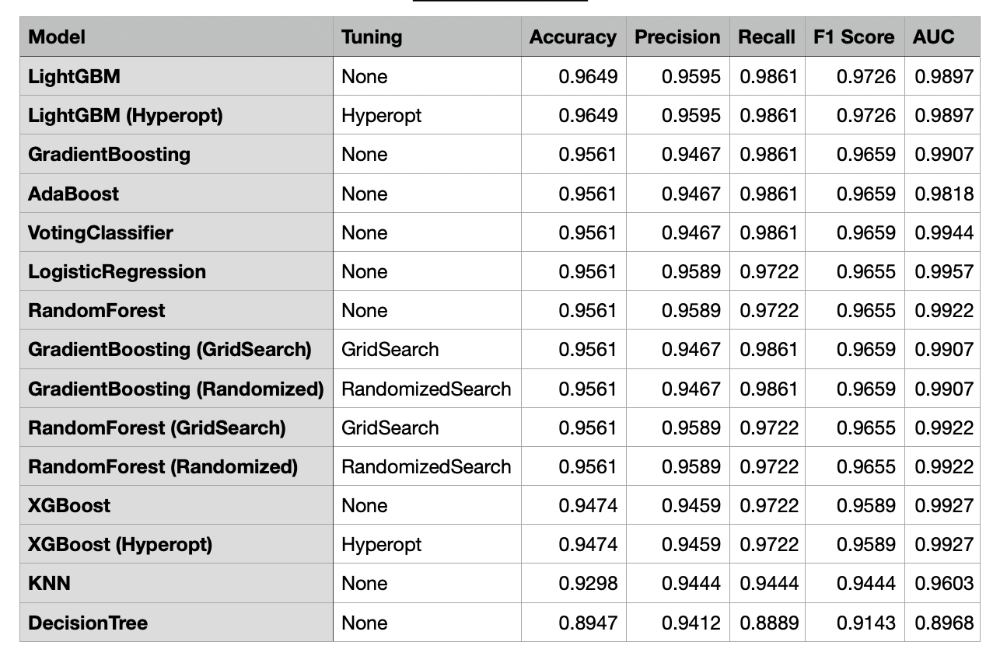 Model Tuning Accuracy Precision Recall F1 Score AUC
LightGBM None 0.9649 0.9595 0.9861 0.9726 0.9897
LightGBM (Hyperopt) Hyperopt 0.9649 0.9595 0.9861 0.9726 0.9897
GradientBoosting None 0.9561 0.9467 0.9861 0.9659 0.9907
AdaBoost None 0.9561 0.9467 0.9861 0.9659 0.9818
VotingClassifier None 0.9561 0.9467 0.9861 0.9659 0.9944
LogisticRegression None 0.9561 0.9589 0.9722 0.9655 0.9957
RandomForest None 0.9561 0.9589 0.9722 0.9655 0.9922
GradientBoosting (GridSearch) GridSearch 0.9561 0.9467 0.9861 0.9659 0.9907
GradientBoosting (Randomized) RandomizedSearch 0.9561 0.9467 0.9861 0.9659 0.9907
RandomForest (GridSearch) GridSearch 0.9561 0.9589 0.9722 0.9655 0.9922
RandomForest (Randomized) RandomizedSearch 0.9561 0.9589 0.9722 0.9655 0.9922
XGBoost None 0.9474 0.9459 0.9722 0.9589 0.9927
XGBoost (Hyperopt) Hyperopt 0.9474 0.9459 0.9722 0.9589 0.9927
KNN None 0.9298 0.9444 0.9444 0.9444 0.9603
DecisionTree None 0.8947 0.9412 0.8889 0.9143 0.8968